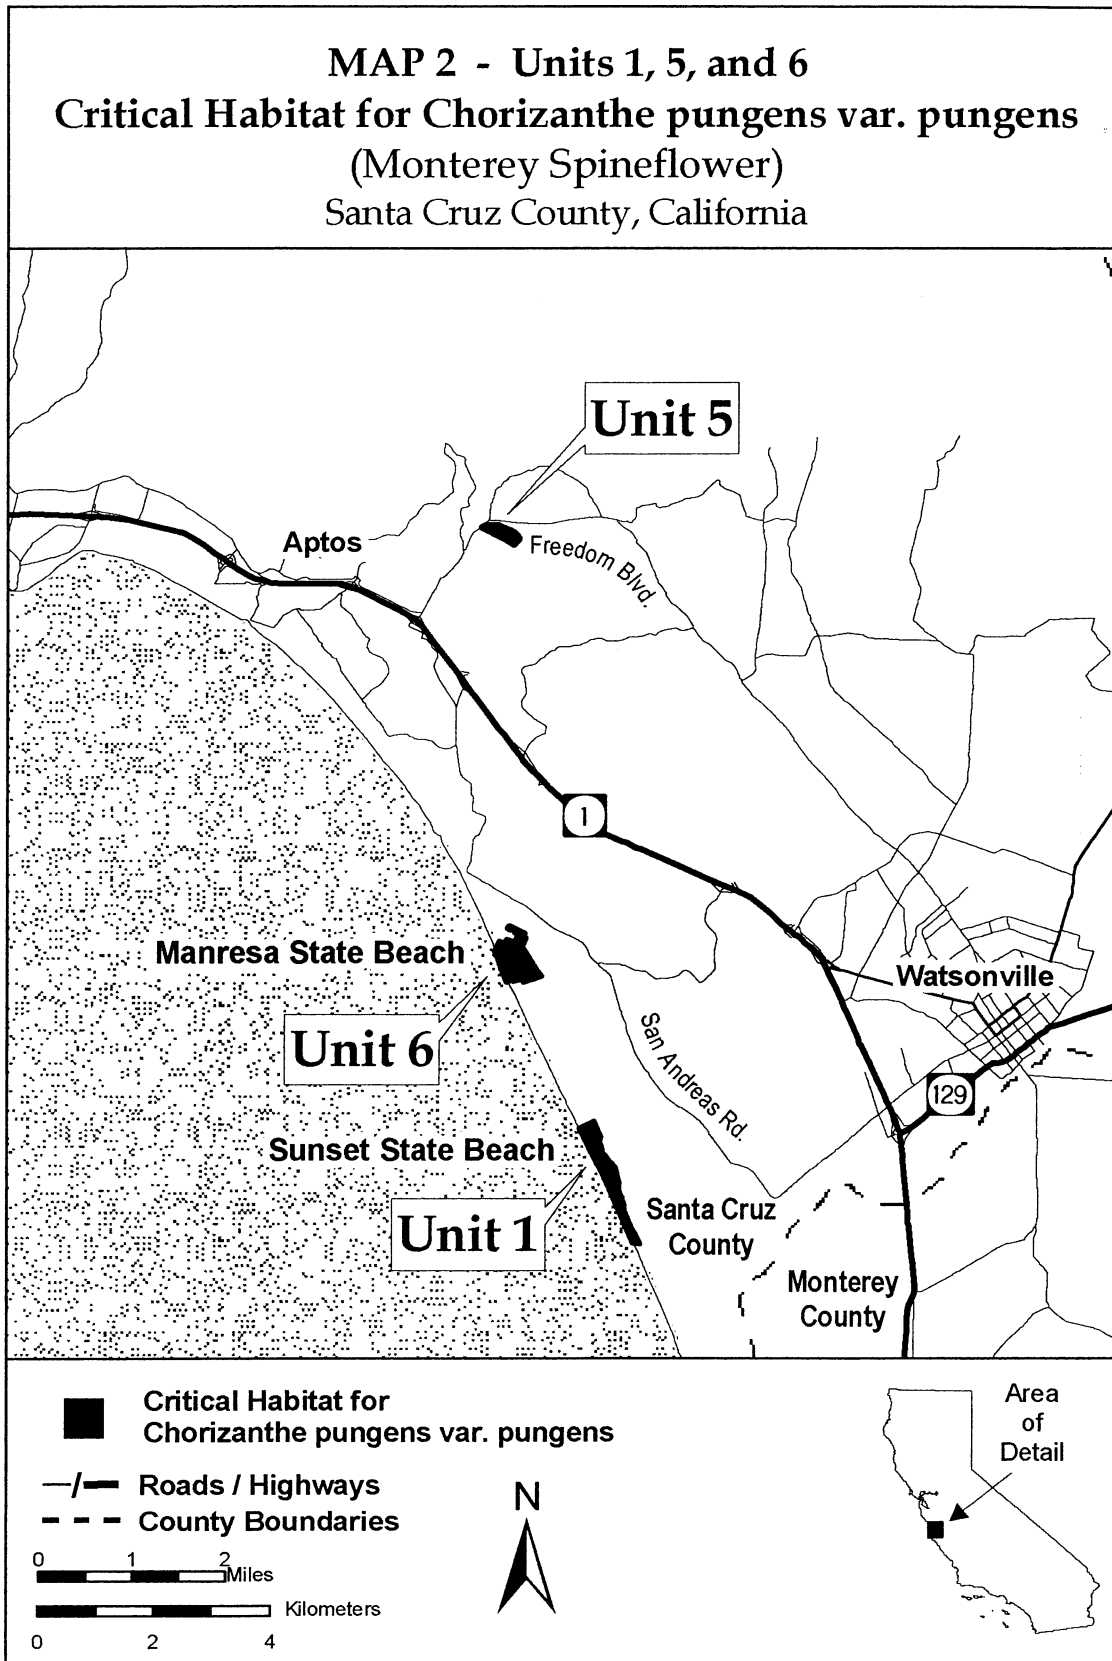 MAP 2 - Units 1, 5, and 6
Critical Habitat for Chorizanthe pungens var. pungens
(Monterey Spineflower)
Santa Cruz County, California
Unit 5
Aptos
Freedom Blvd.
1
Manresa State Beach
Watsonville
Unit 6
San Andreas Rd.
129
Sunset State Beach
Unit 1
Santa Cruz
County
Monterey
County
Critical Habitat for
Chorizanthe pungens var. pungens
Roads / Highways
County Boundaries
0 1 2
Miles
Kilometers
0 2 4
N
Area
of
Detail